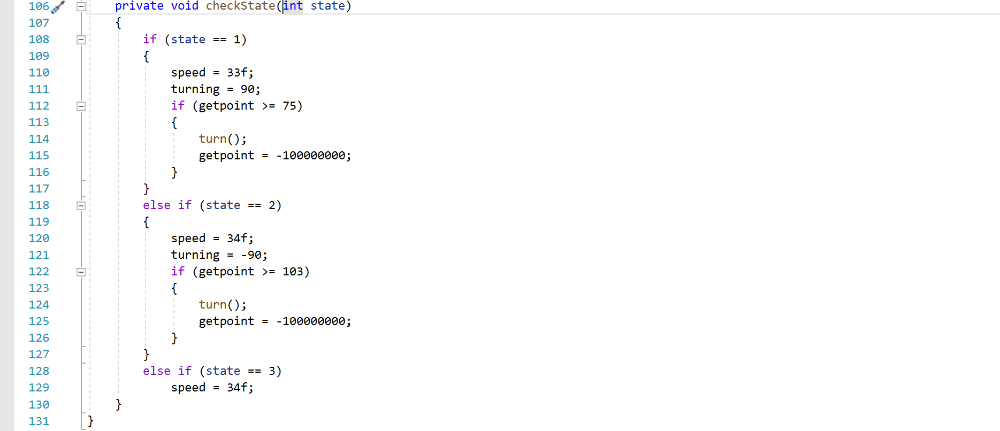 106 private void checkState(int state)
107 {
108 if (state == 1)
109 {
110 speed = 33f;
111 turning = 90;
112 if (getpoint >= 75)
113 {
114 turn();
115 getpoint = -100000000;
116 }
117 }
118 else if (state == 2)
119 {
120 speed = 34f;
121 turning = -90;
122 if (getpoint >= 103)
123 {
124 turn();
125 getpoint = -100000000;
126 }
127 }
128 else if (state == 3)
129 speed = 34f;
130 }
131 }